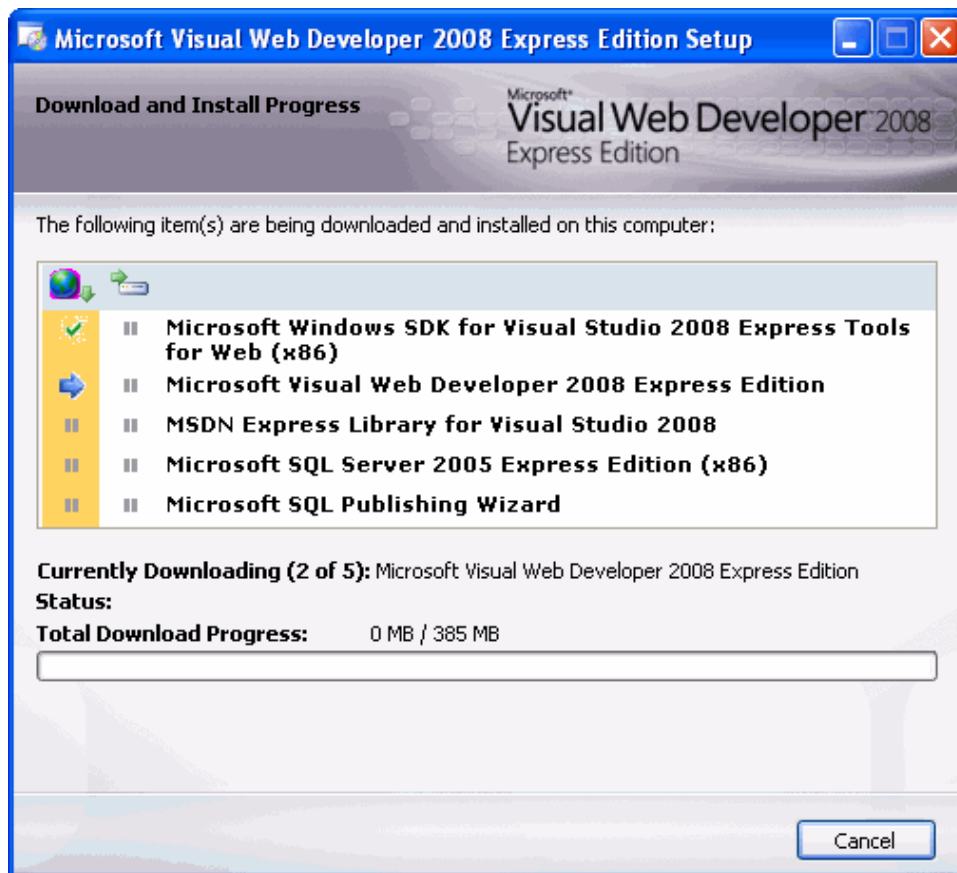 Microsoft Visual Web Developer 2008 Express Edition Setup
Download and Install Progress
Microsoft®
Visual Web Developer 2008
Express Edition
The following item(s) are being downloaded and installed on this computer:
Microsoft Windows SDK for Visual Studio 2008 Express Tools
for Web (x86)
Microsoft Visual Web Developer 2008 Express Edition
MSDN Express Library for Visual Studio 2008
Microsoft SQL Server 2005 Express Edition (x86)
Microsoft SQL Publishing Wizard
Currently Downloading (2 of 5): Microsoft Visual Web Developer 2008 Express Edition
Status:
Total Download Progress: 0 MB / 385 MB
Cancel